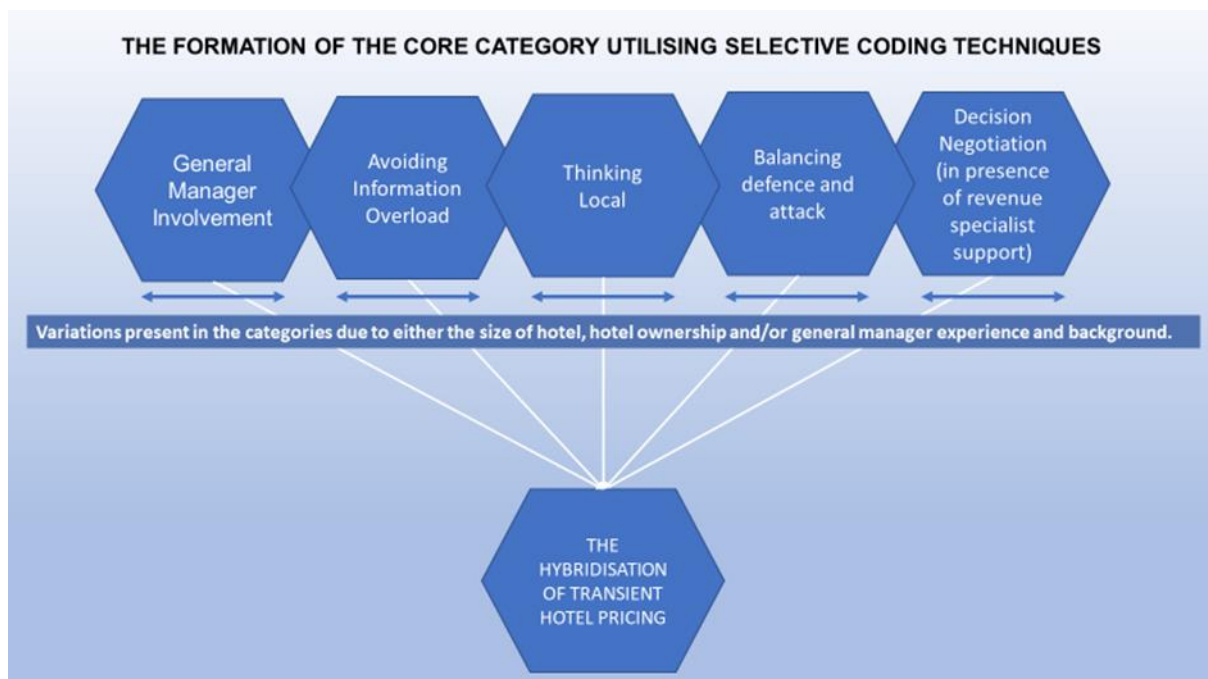 THE FORMATION OF THE CORE CATEGORY UTILISING SELECTIVE CODING TECHNIQUES
General
Manager
Involvement
Avoiding
Information
Overload
Thinking
Local
Balancing
defence and
attack
Decision
Negotiation
(in presence
of revenue
specialist
support)
Variations present in the categories due to either the size of hotel, hotel ownership and/or general manager experience and background.
THE
HYBRIDISATION
OF TRANSIENT
HOTEL PRICING